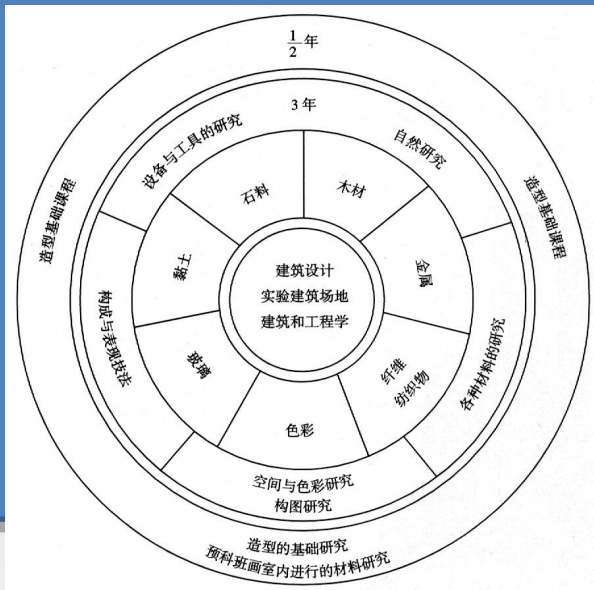 1/2年
造型基础课程
造型基础课程
3年
设备与工具的研究
自然研究
石料
木材
黏土
金属
建筑设计
实验建筑场地
建筑和工程学
构成与表现技法
玻璃
纤维
纺织物
各种材料的研究
色彩
空间与色彩研究
构图研究
造型的基础研究
预科班画室内进行的材料研究